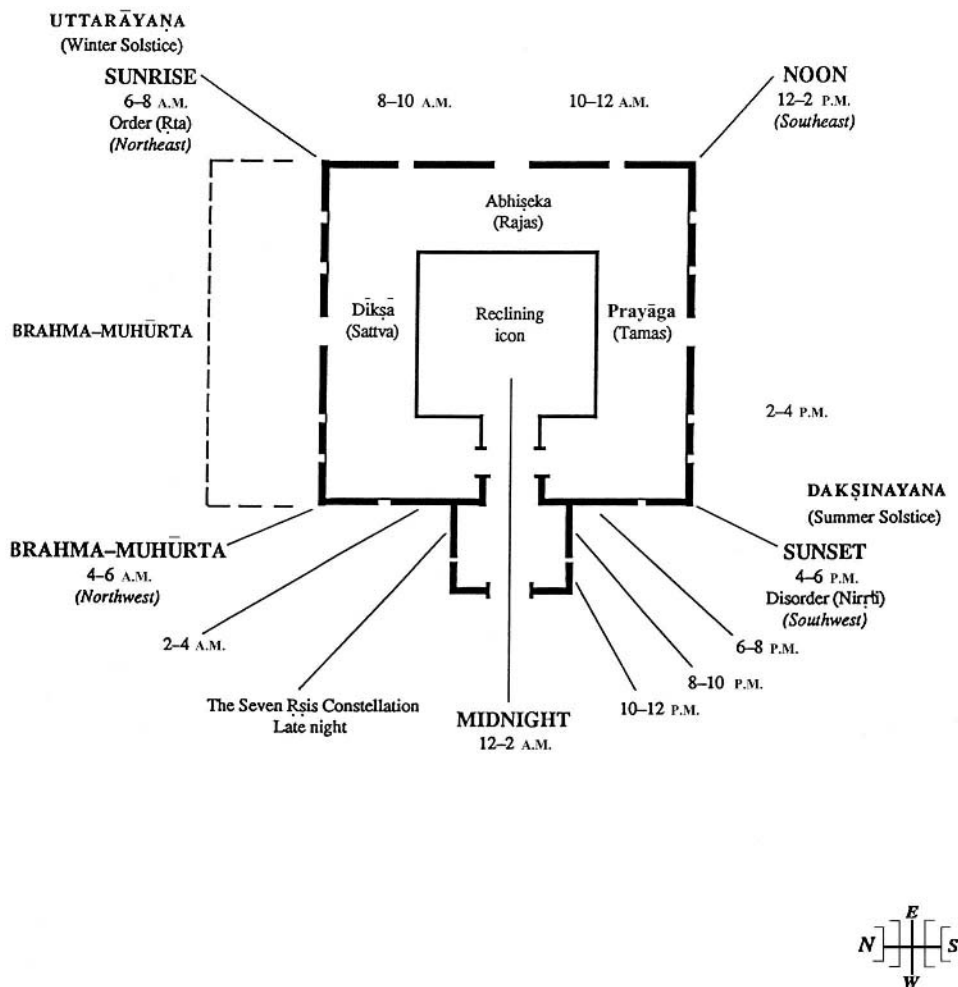 UTTARĀYAṆA
(Winter Solstice)
SUNRISE
6–8 A.M.
Order (Ṛta)
(Northeast)
8–10 A.M.
10–12 A.M.
NOON
12–2 P.M.
(Southeast)
Abhiṣeka
(Rajas)
BRAHMA–MUHŪRTA
Dīkṣā
(Sattva)
Reclining
icon
Prayāga
(Tamas)
2–4 P.M.
DAKṢINAYANA
(Summer Solstice)
BRAHMA–MUHŪRTA
4–6 A.M.
(Northwest)
SUNSET
4–6 P.M.
Disorder (Nirṛti)
(Southwest)
2–4 A.M.
6–8 P.M.
8–10 P.M.
10–12 P.M.
The Seven Ṛṣis Constellation
Late night
MIDNIGHT
12–2 A.M.
E
N S
W